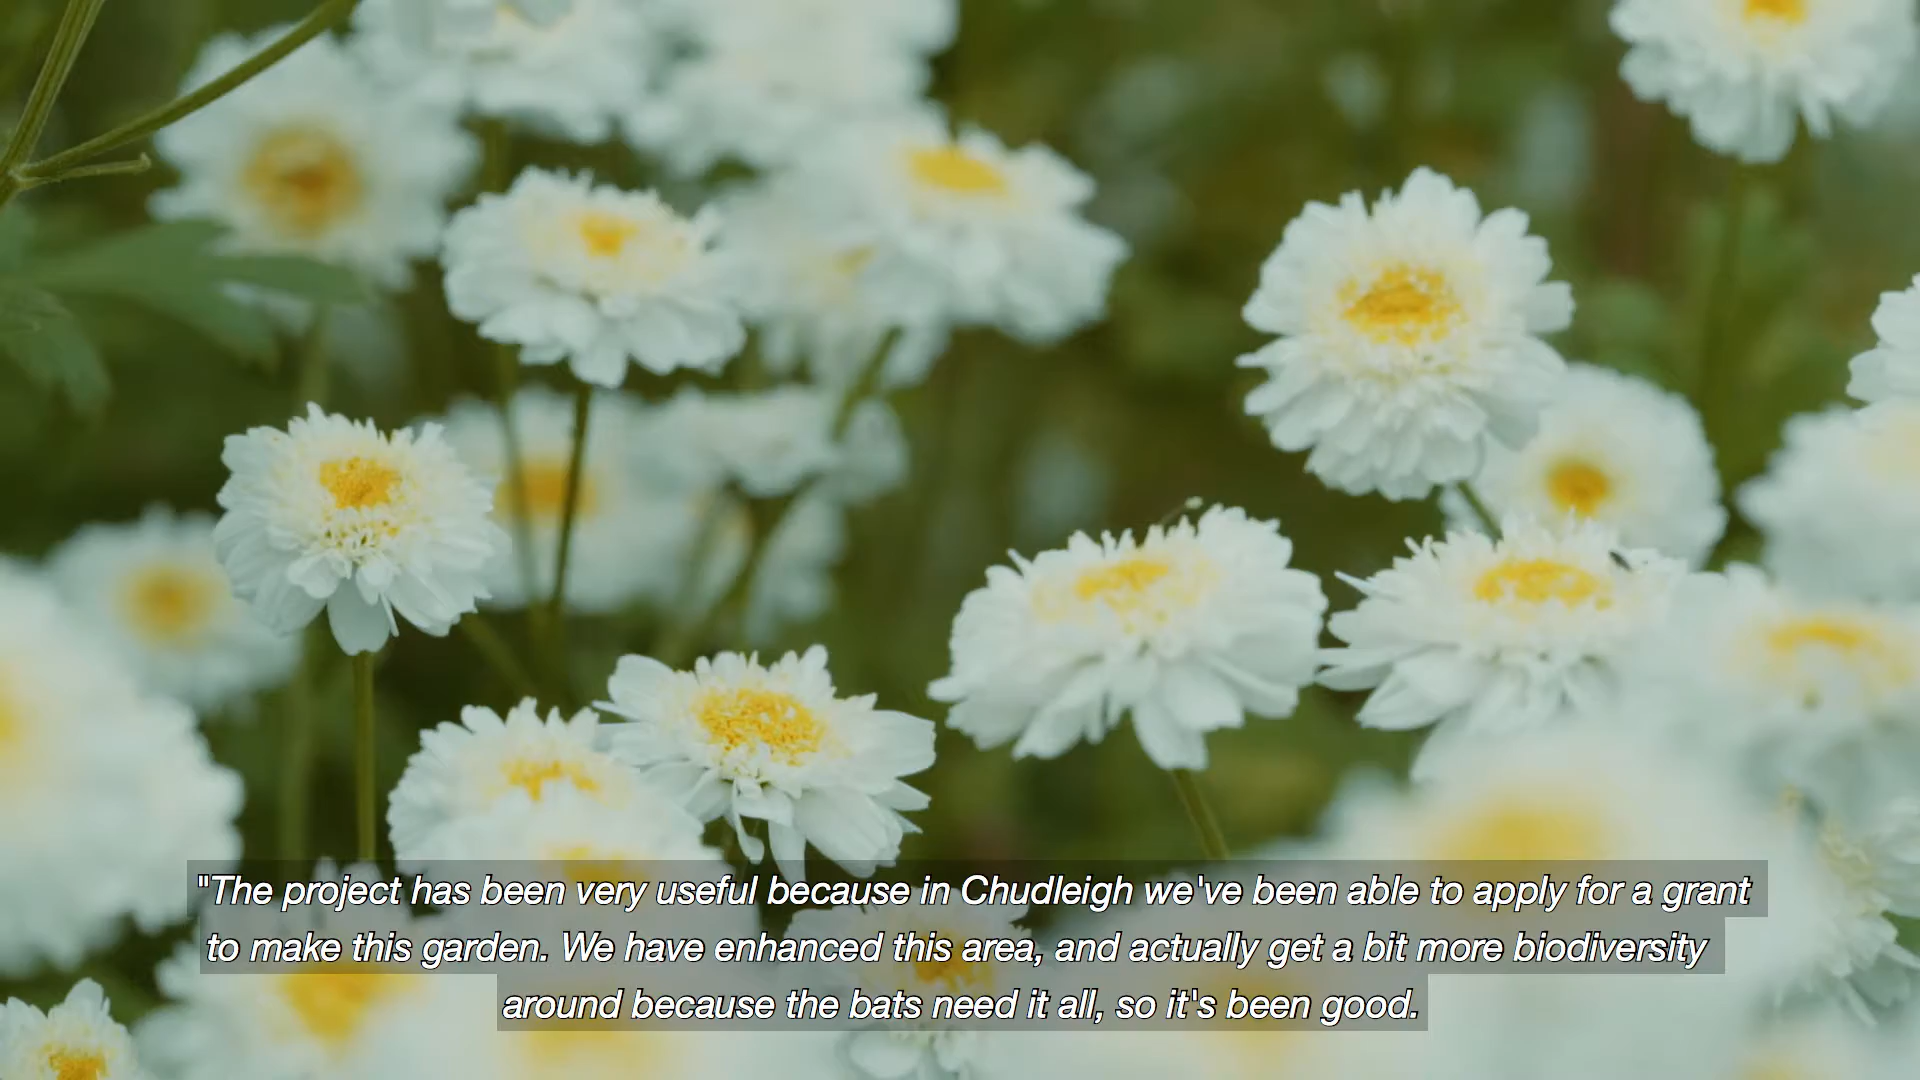 "The project has been very useful because in Chudleigh we've been able to apply for a grant
to make this garden. We have enhanced this area, and actually get a bit more biodiversity
around because the bats need it all, so it's been good.